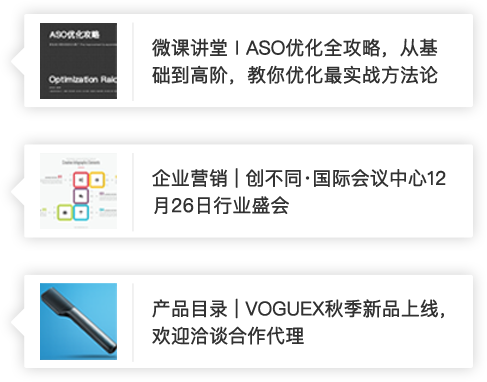 ASO优化攻略
Optimization Raid
微课讲堂 | ASO优化全攻略，从基
础到高阶，教你优化最实战方法论
企业营销 | 创不同·国际会议中心12
月26日行业盛会
产品目录 | VOGUEX秋季新品上线，
欢迎洽谈合作代理